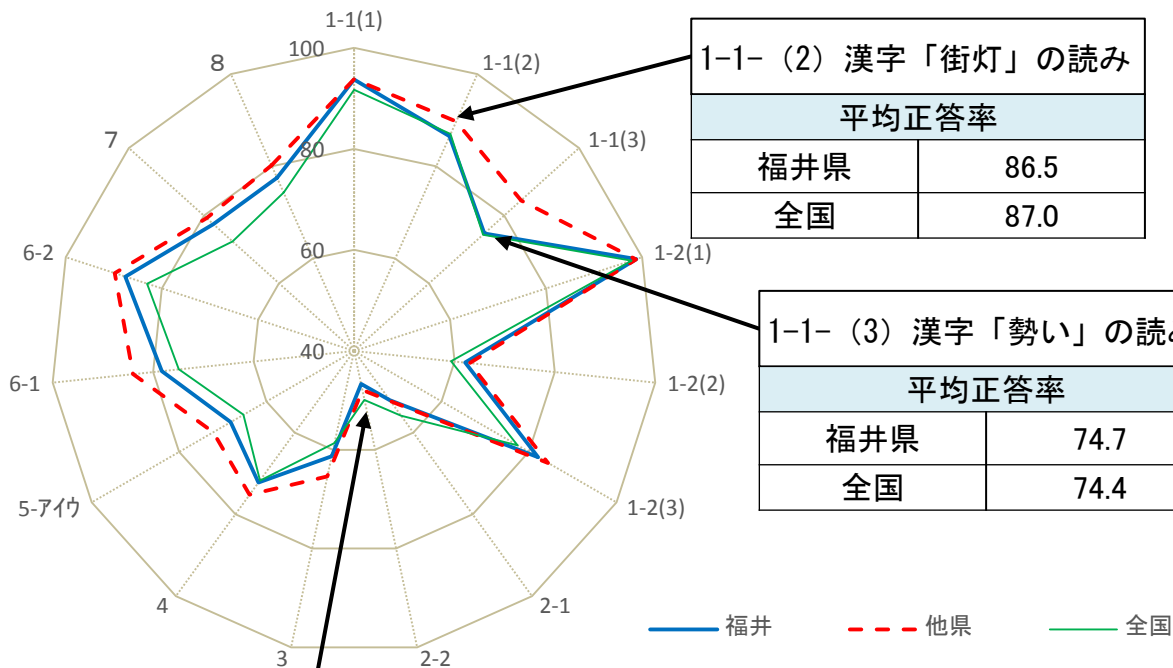 1-1(1)
1-1(2)
1-1(3)
1-2(1)
1-2(2)
1-2(3)
2-1
2-2
3
4
5-アイウ
6-1
6-2
7
8
100
80
60
40
1-1-（2）漢字「街灯」の読み
平均正答率
福井県 86.5
全国 87.0
1-1-（3）漢字「勢い」の読み
平均正答率
福井県 74.7
全国 74.4
福井 他県 全国